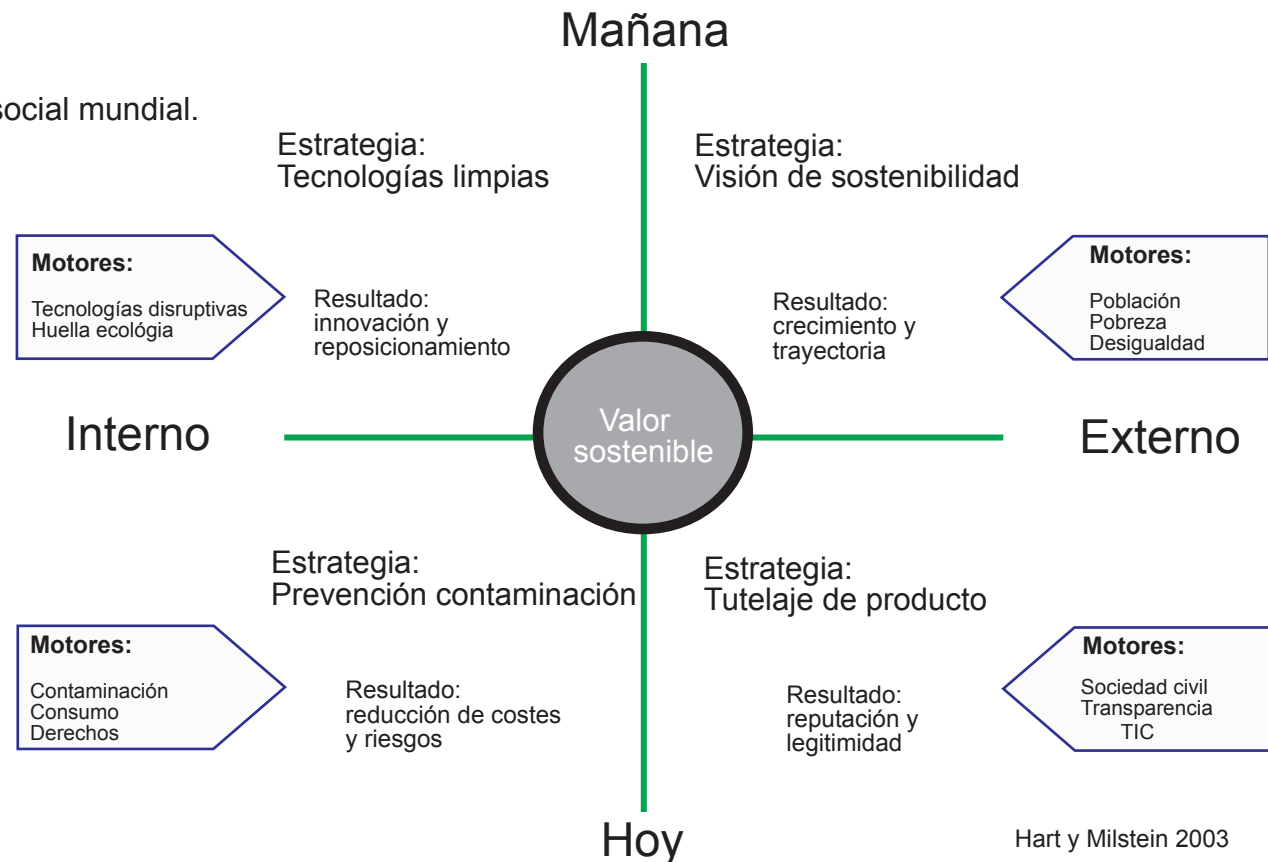 Mañana
social mundial.
Estrategia:
Tecnologías limpias
Estrategia:
Visión de sostenibilidad
Motores:
Tecnologías disruptivas
Huella ecológia
Resultado:
innovación y
reposicionamiento
Resultado:
crecimiento y
trayectoria
Motores:
Población
Pobreza
Desigualdad
Interno
Valor
sostenible
Externo
Estrategia:
Prevención contaminación
Estrategia:
Tutelaje de producto
Motores:
Contaminación
Consumo
Derechos
Resultado:
reducción de costes
y riesgos
Resultado:
reputación y
legitimidad
Motores:
Sociedad civil
Transparencia
TIC
Hoy
Hart y Milstein 2003